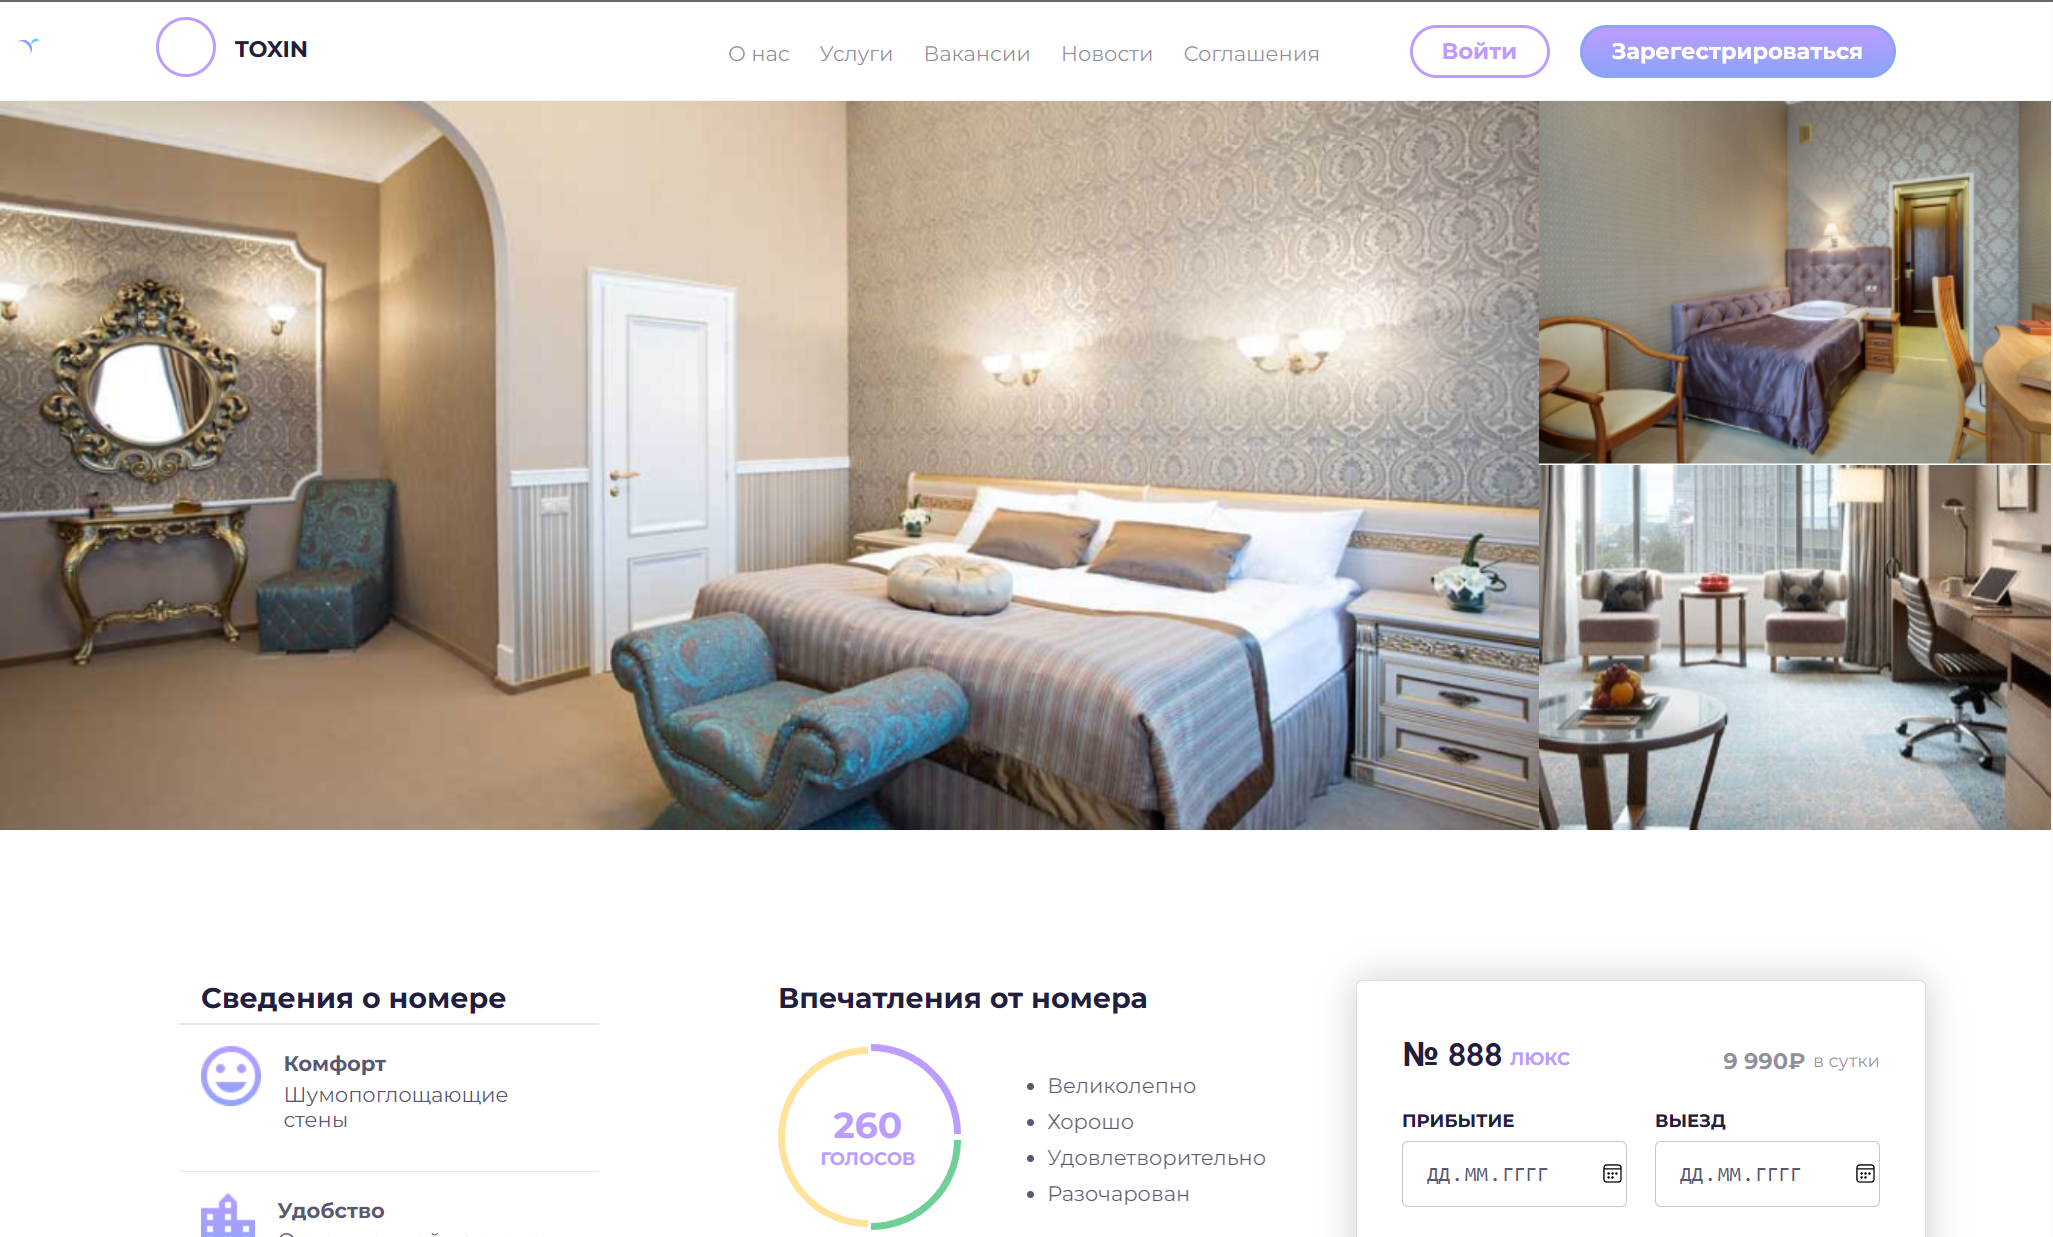 TOXIN
О нас Услуги Вакансии Новости Соглашения
Войти
Зарегестрироваться
Сведения о номере
Комфорт
Шумопоглощающие
стены
Удобство
Впечатления от номера
260
ГОЛОСОВ
Великолепно
Хорошо
Удовлетворительно
Разочарован
№ 888 ЛЮКС
9 990₽ в сутки
ПРИБЫТИЕ
ДД.ММ.ГГГГ
ВЫЕЗД
ДД.ММ.ГГГГ